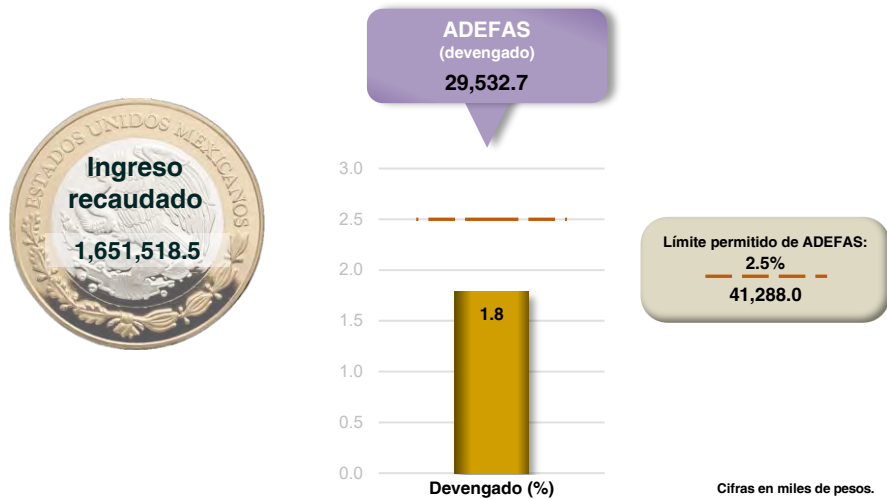 ADEFAS
(devengado)
29,532.7
ESTADOS UNIDOS MEXICANOS
Ingreso
recaudado
1,651,518.5
3.0
2.5
2.0
1.5
1.0
0.5
0.0
1.8
Devengado (%)
Límite permitido de ADEFAS:
2.5%
41,288.0
Cifras en miles de pesos.